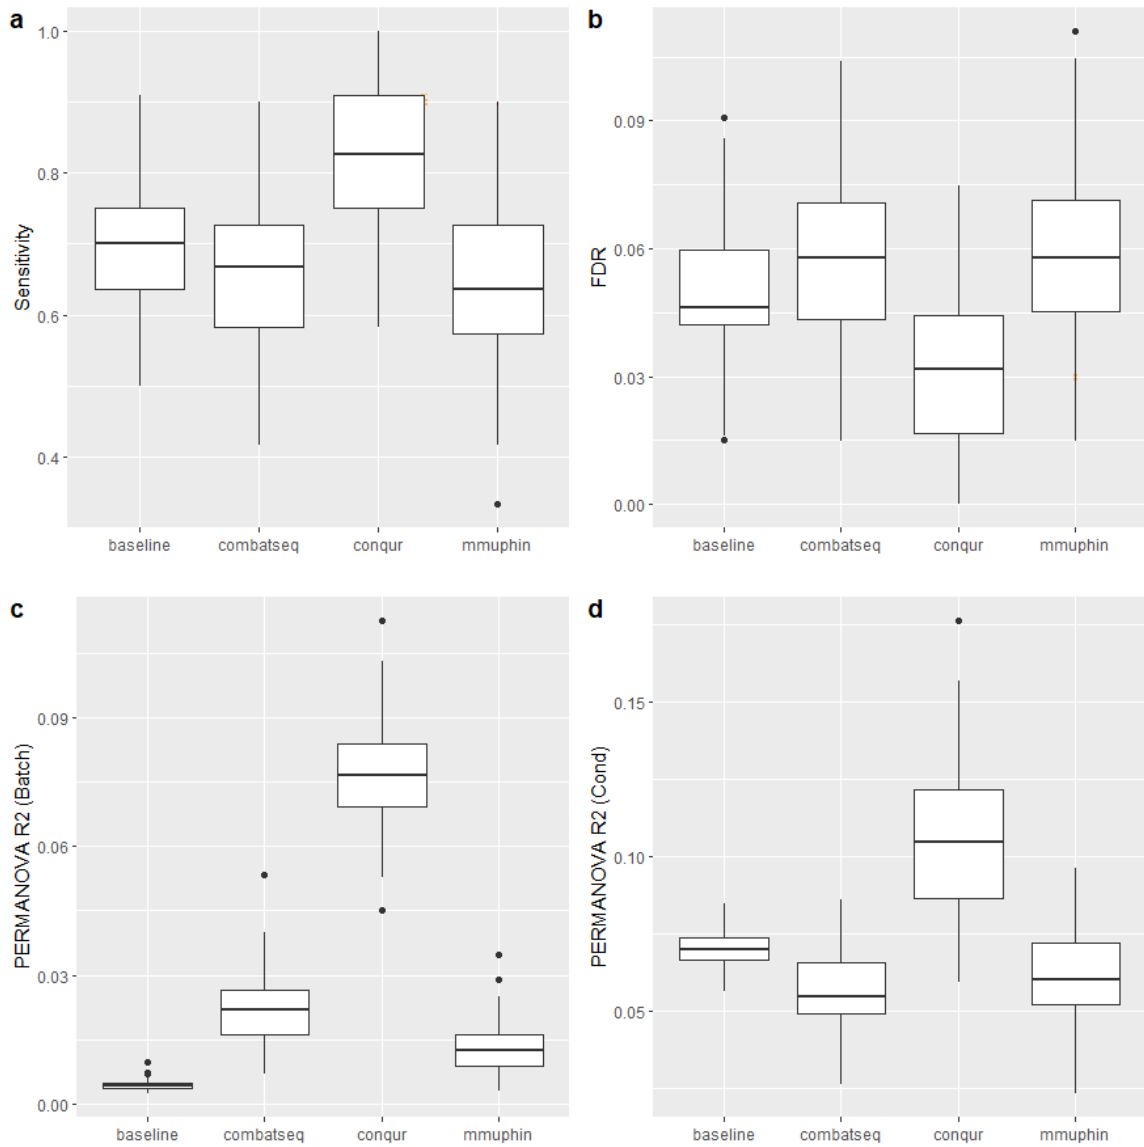 a
1.0
0.8
0.6
0.4
Sensitivity
baseline combatseq conqur mmuphin
b
0.09
0.06
0.03
0.00
FDR
baseline combatseq conqur mmuphin
c
0.09
0.06
0.03
0.00
PERMANOVA R2 (Batch)
baseline combatseq conqur mmuphin
d
0.15
0.10
0.05
PERMANOVA R2 (Cond)
baseline combatseq conqur mmuphin